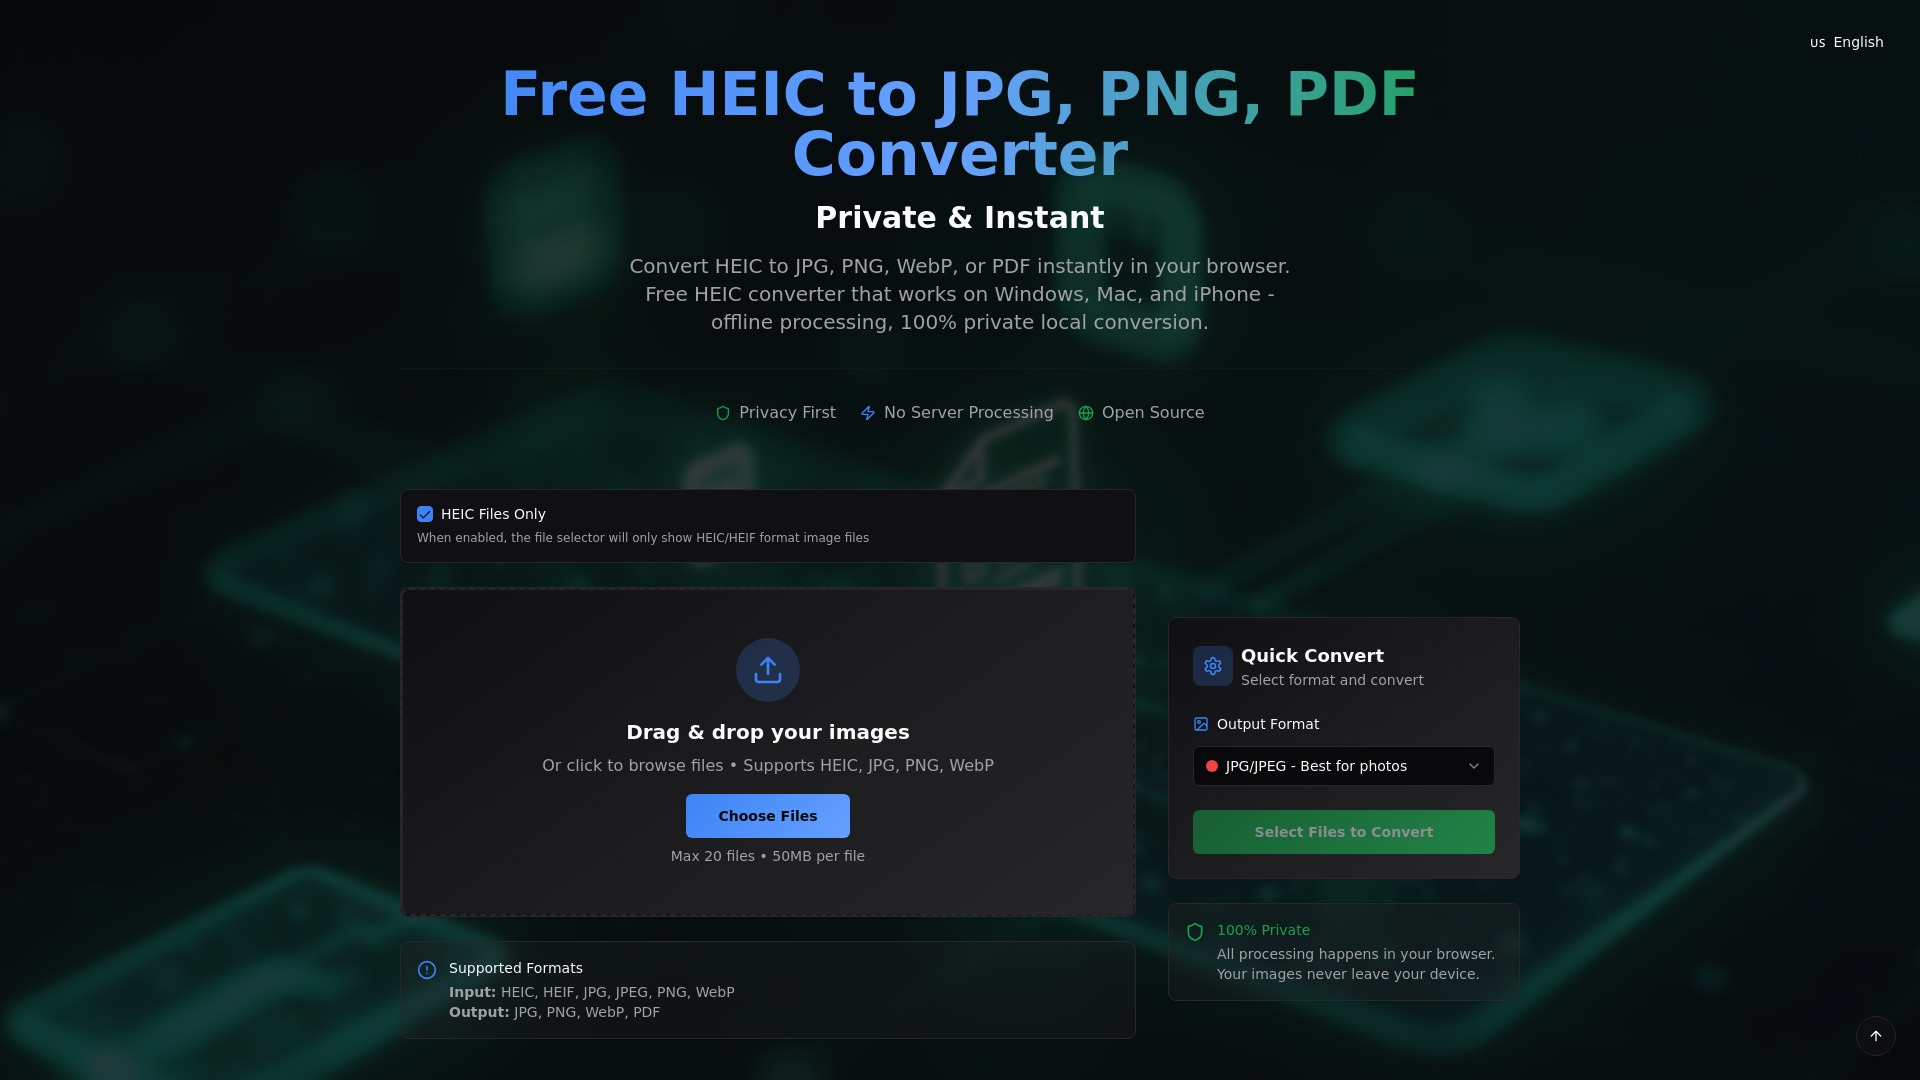 us English
Free HEIC to JPG, PNG, PDF
Converter
Private & Instant
Convert HEIC to JPG, PNG, WebP, or PDF instantly in your browser.
Free HEIC converter that works on Windows, Mac, and iPhone -
offline processing, 100% private local conversion.
Privacy First
No Server Processing
Open Source
HEIC Files Only
When enabled, the file selector will only show HEIC/HEIF format image files
Drag & drop your images
Or click to browse files • Supports HEIC, JPG, PNG, WebP
Choose Files
Max 20 files • 50MB per file
Supported Formats
Input: HEIC, HEIF, JPG, JPEG, PNG, WebP
Output: JPG, PNG, WebP, PDF
Quick Convert
Select format and convert
Output Format
JPG/JPEG - Best for photos
Select Files to Convert
100% Private
All processing happens in your browser.
Your images never leave your device.